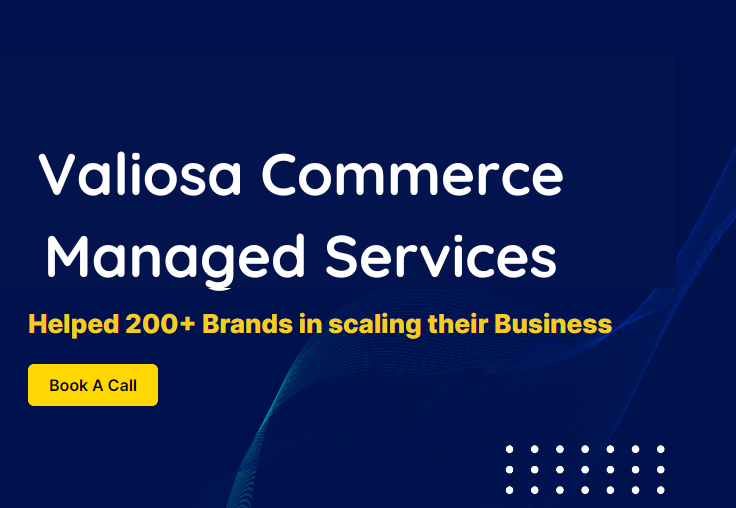 Valiosa Commerce
Managed Services
Helped 200+ Brands in scaling their Business
Book A Call